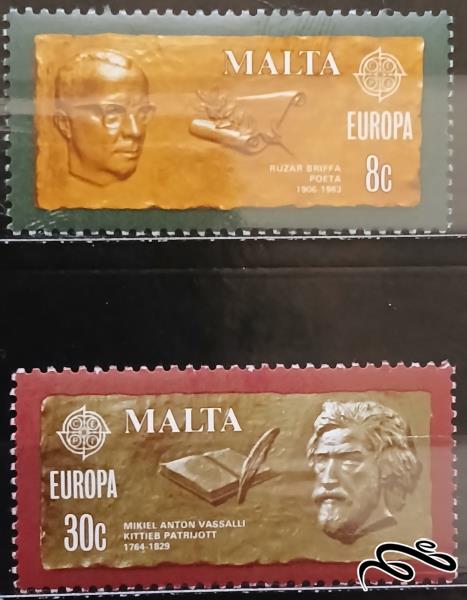 MALTA
EUROPA
RUZAR BRIFFA
POETA
1906-1963
8c
MALTA
EUROPA
30c
MIKIEL ANTON VASSALLI
KITTIEB PATRIJOTT
1764-1829